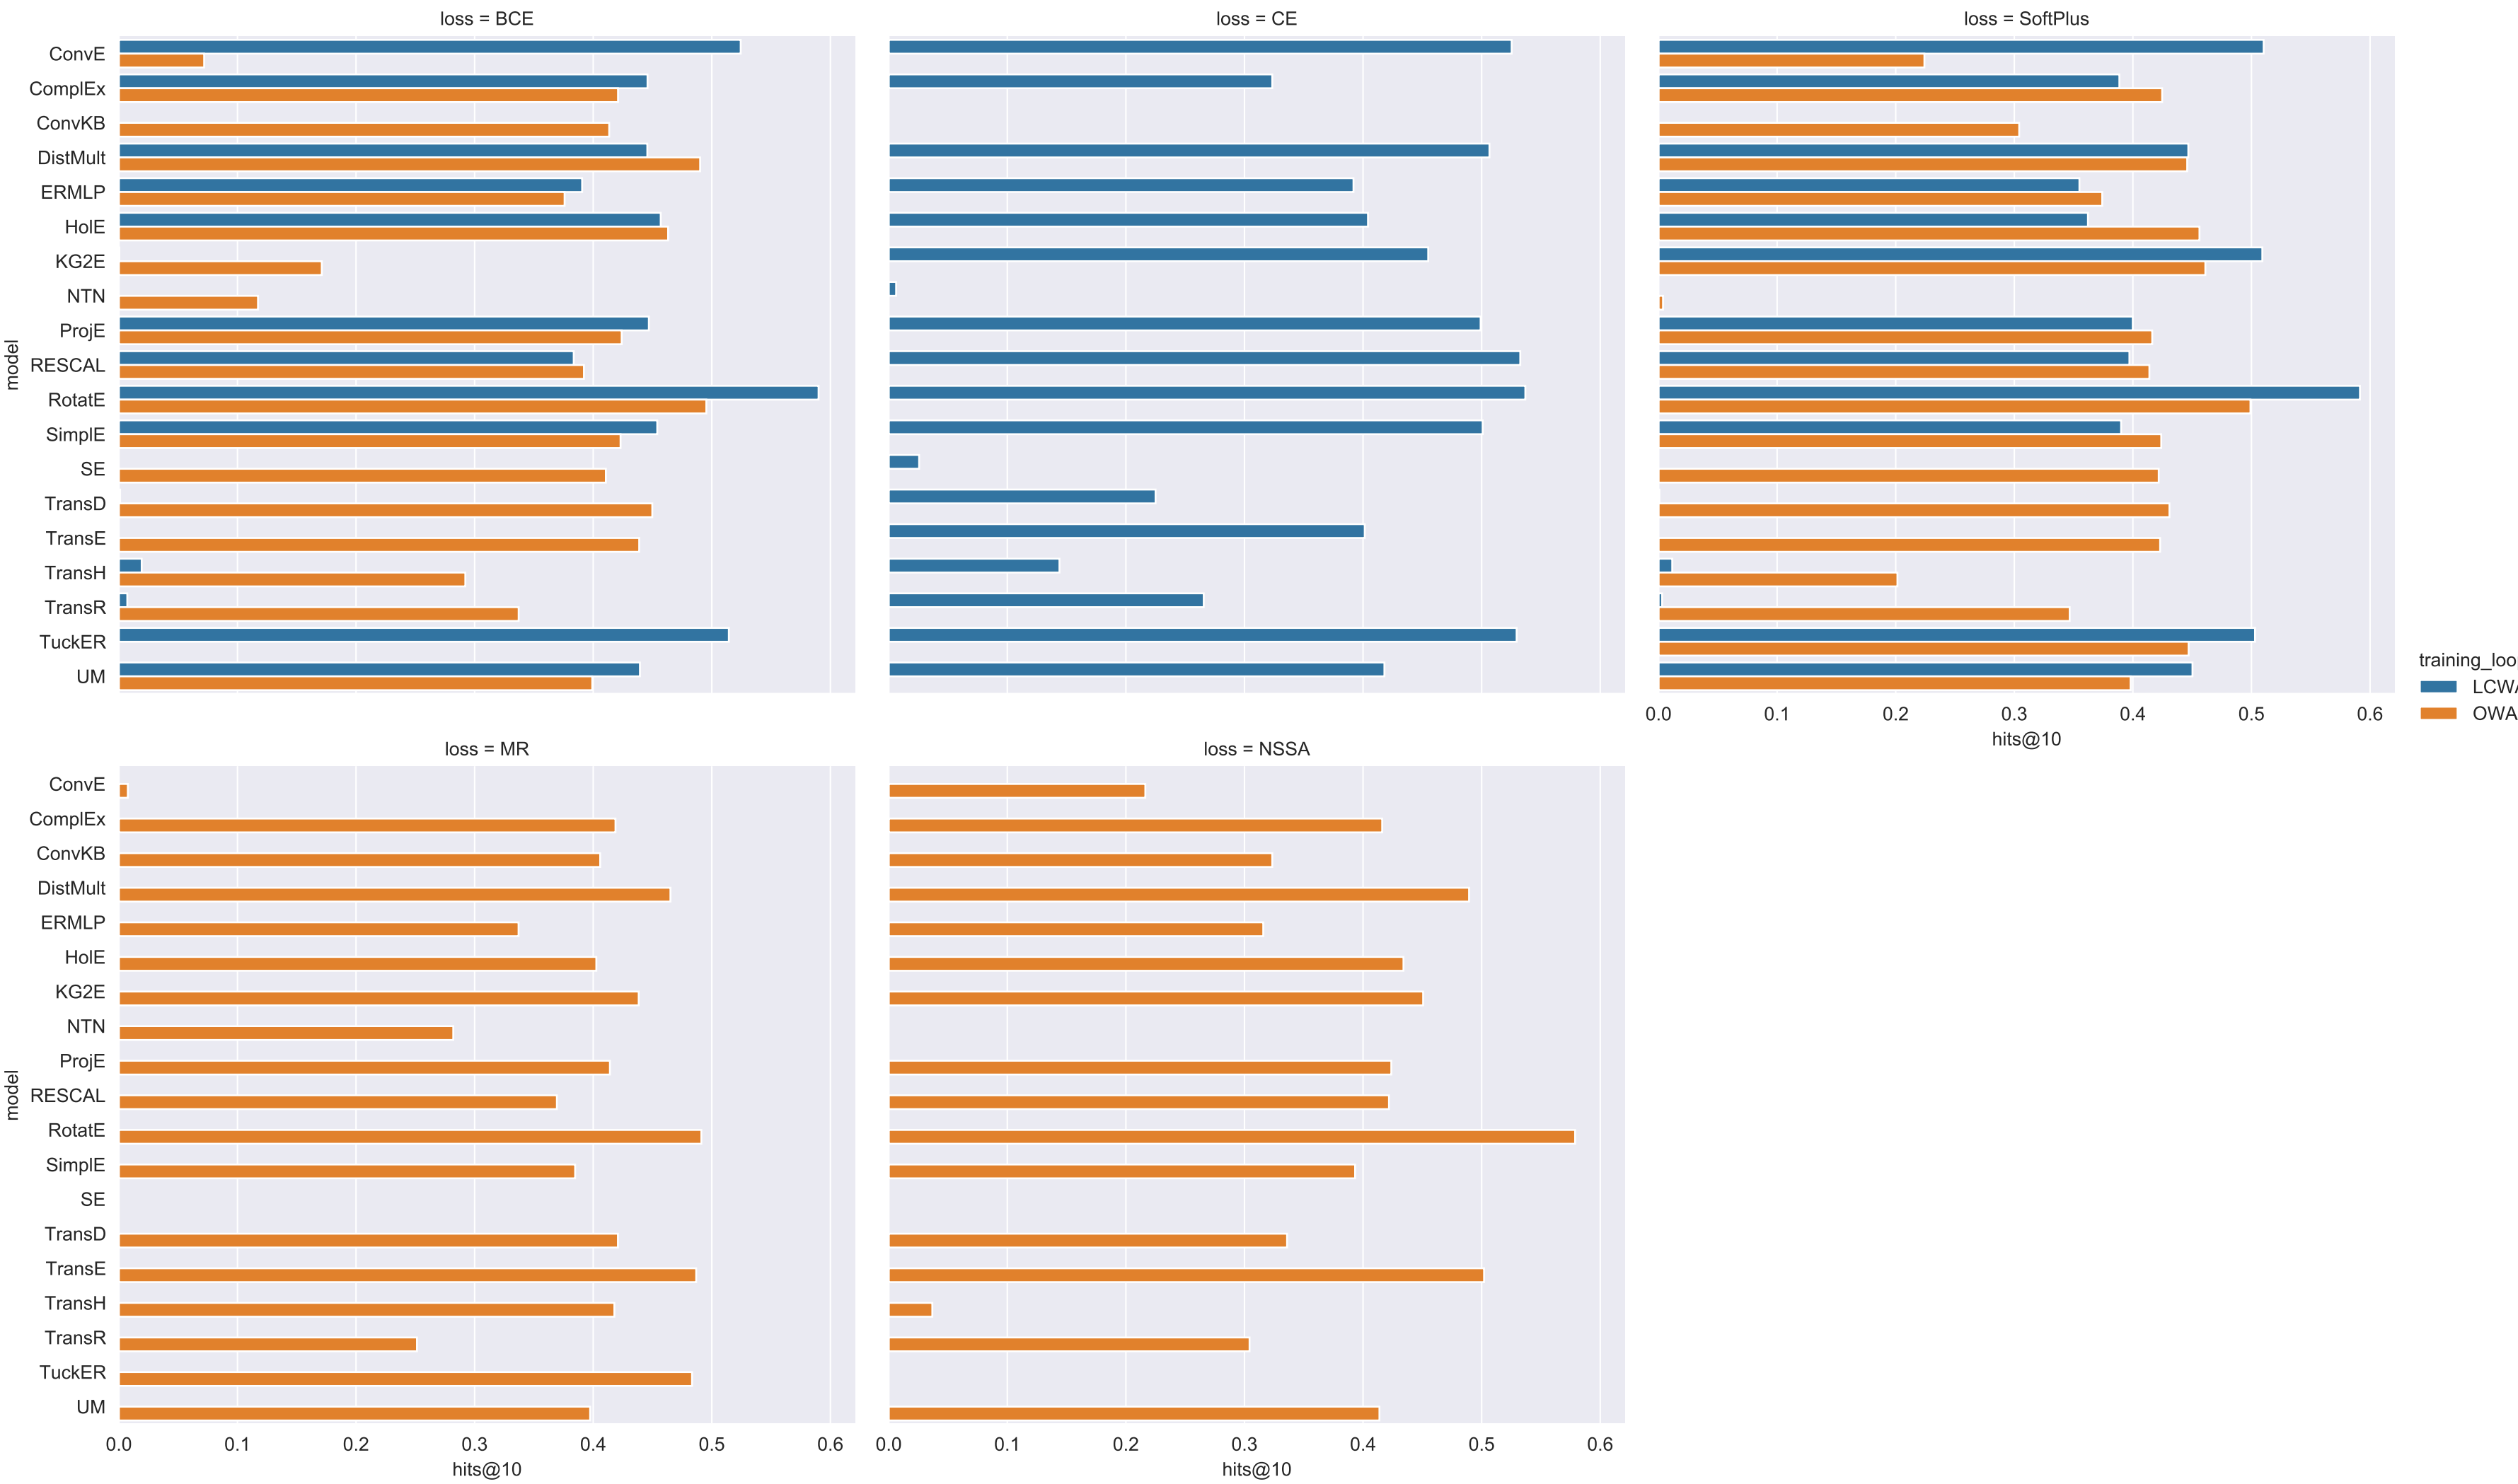 loss = BCE
loss = CE
loss = SoftPlus
model
ConvE
ComplEx
ConvKB
DistMult
ERMLP
HolE
KG2E
NTN
ProjE
RESCAL
RotatE
SimplE
SE
TransD
TransE
TransH
TransR
TuckER
UM
0.0 0.1 0.2 0.3 0.4 0.5 0.6
hits@10
training_loo
LCWA
OWA
loss = MR
loss = NSSA
model
ConvE
ComplEx
ConvKB
DistMult
ERMLP
HolE
KG2E
NTN
ProjE
RESCAL
RotatE
SimplE
SE
TransD
TransE
TransH
TransR
TuckER
UM
0.0 0.1 0.2 0.3 0.4 0.5 0.6
hits@10
0.0 0.1 0.2 0.3 0.4 0.5 0.6
hits@10